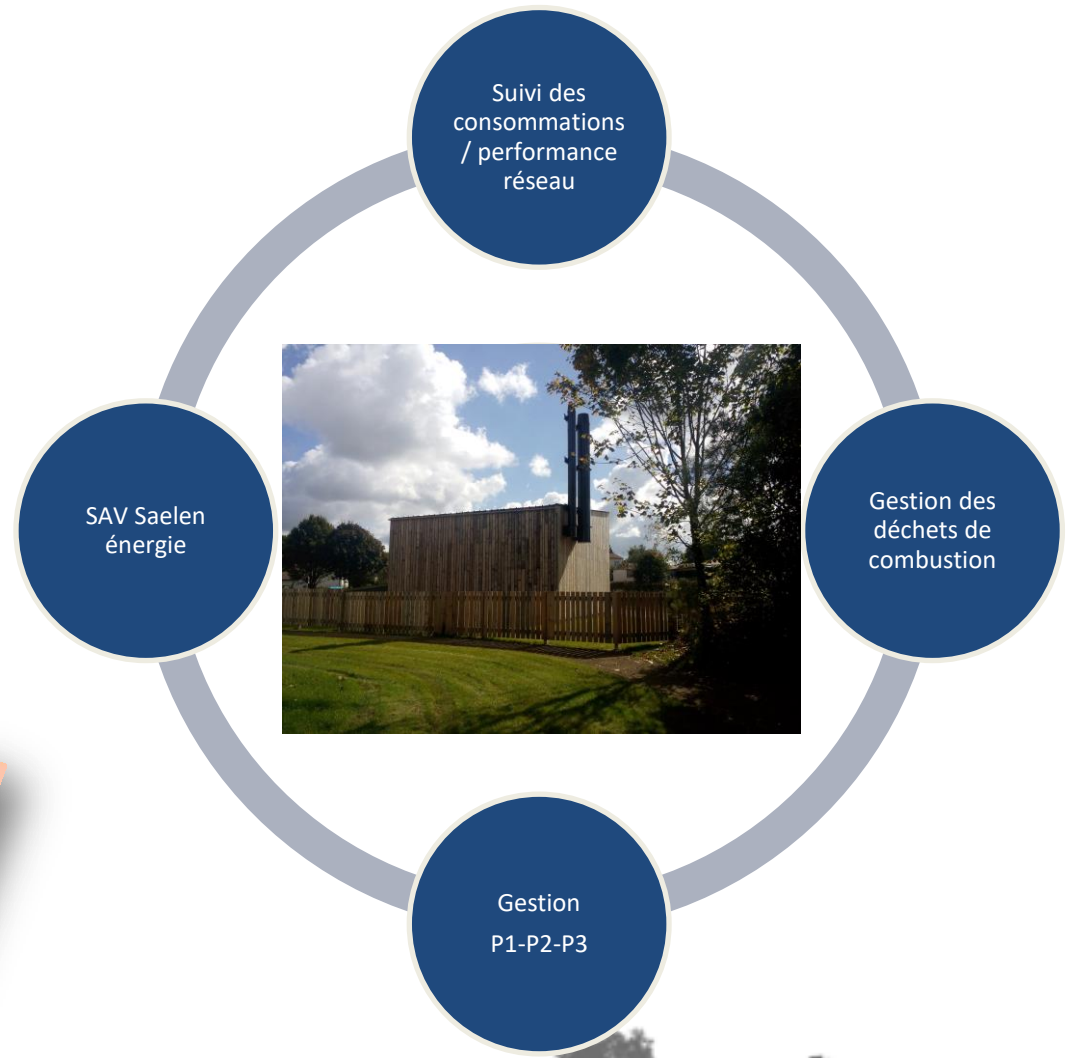 Suivi des
consommations
/ performance
réseau
SAV Saelen
énergie
Gestion des
déchets de
combustion
Gestion
P1-P2-P3